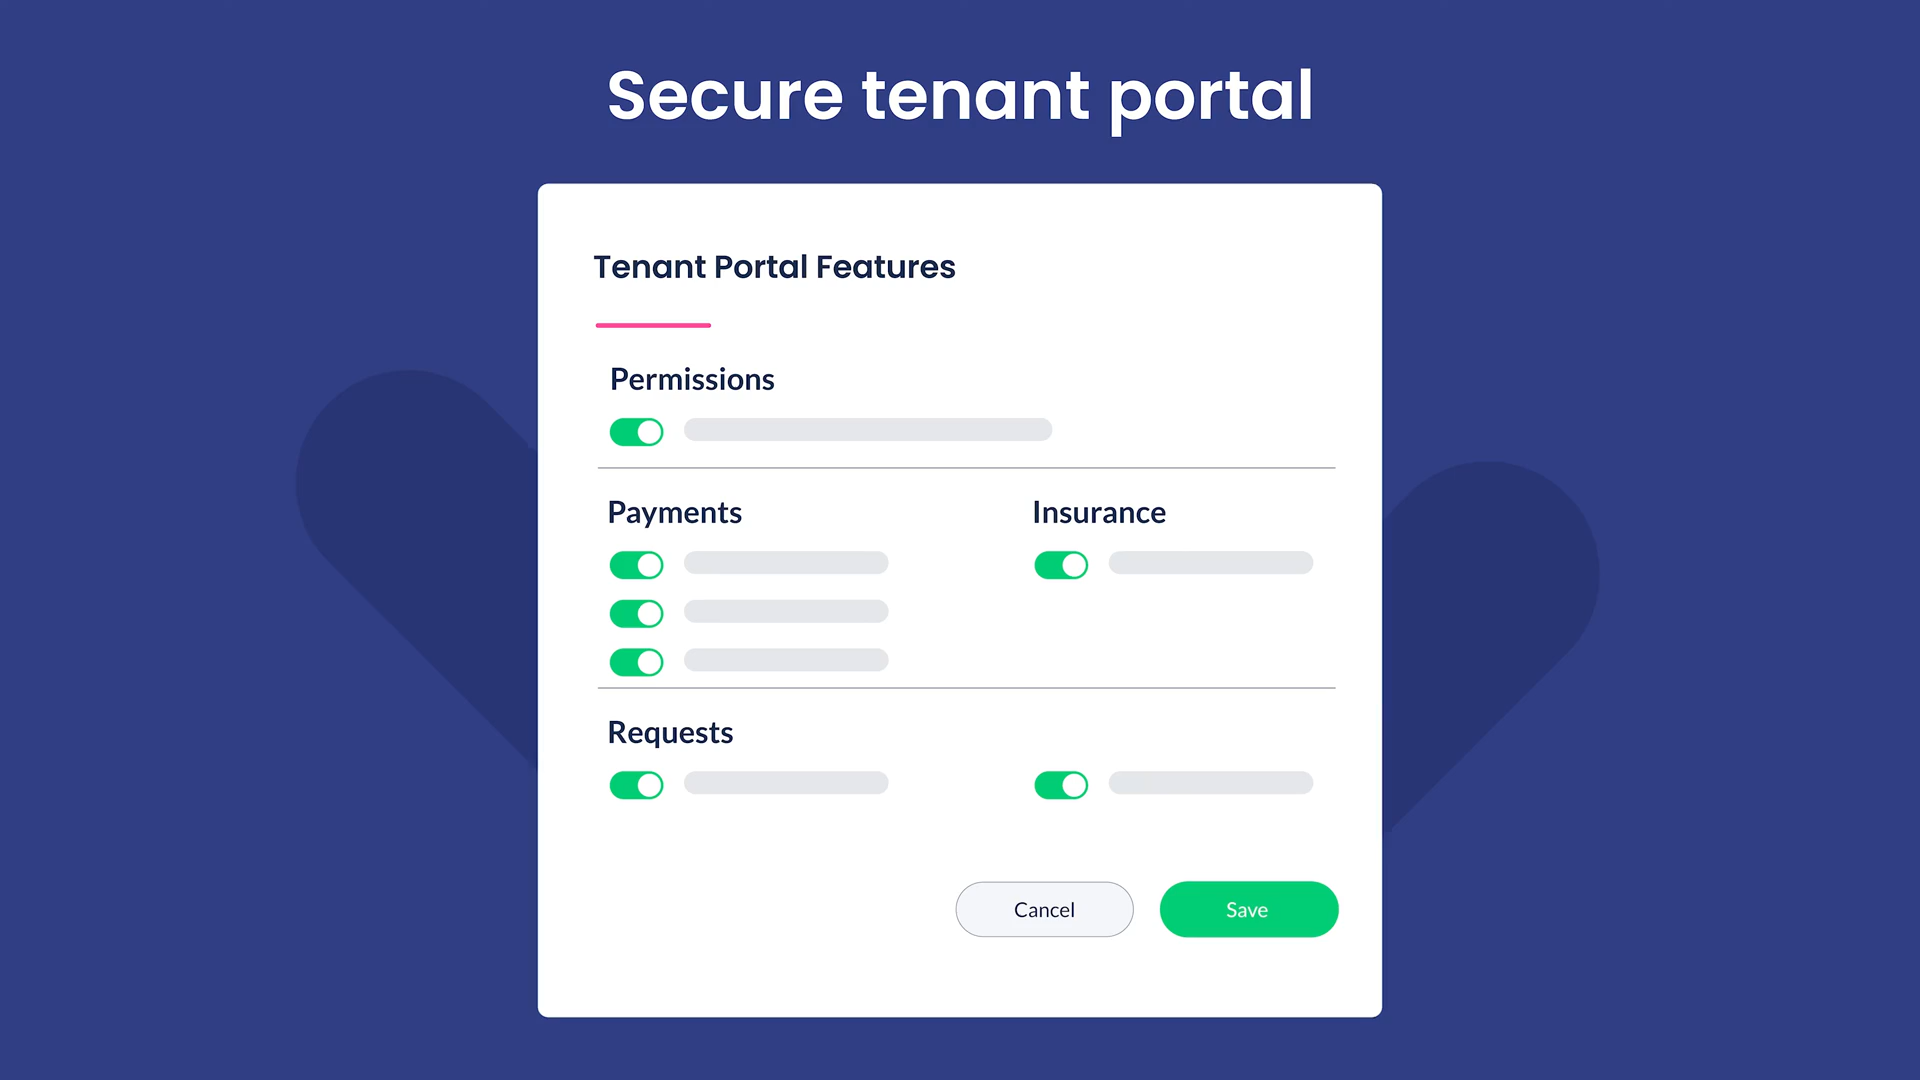 Secure tenant portal
Tenant Portal Features
Permissions
Payments
Insurance
Requests
Cancel
Save